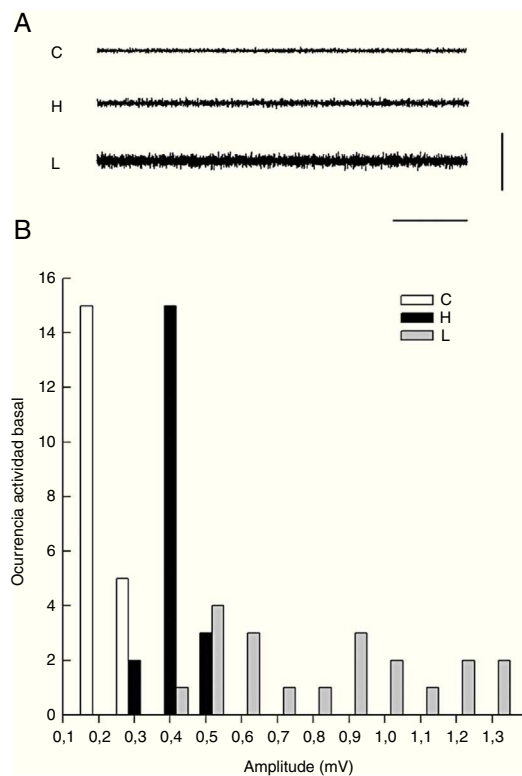 A
C
H
L
B
16
14
12
10
8
6
4
2
0
Ocurrencia actividad basal
C
H
L
0,1 0,2 0,3 0,4 0,5 0,6 0,7 0,8 0,9 1,0 1,1 1,2 1,3
Amplitude (mV)